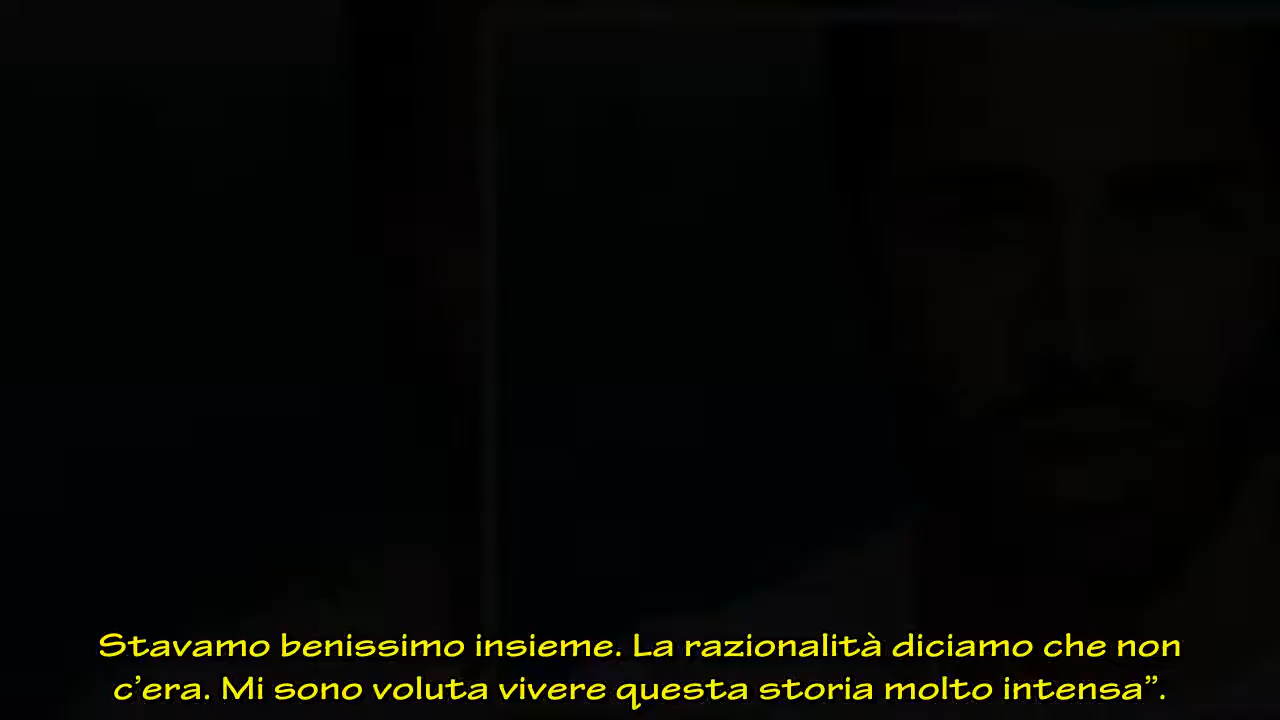 Stavamo benissimo insieme. La razionalità diciamo che non
c’era. Mi sono voluta vivere questa storia molto intensa”.